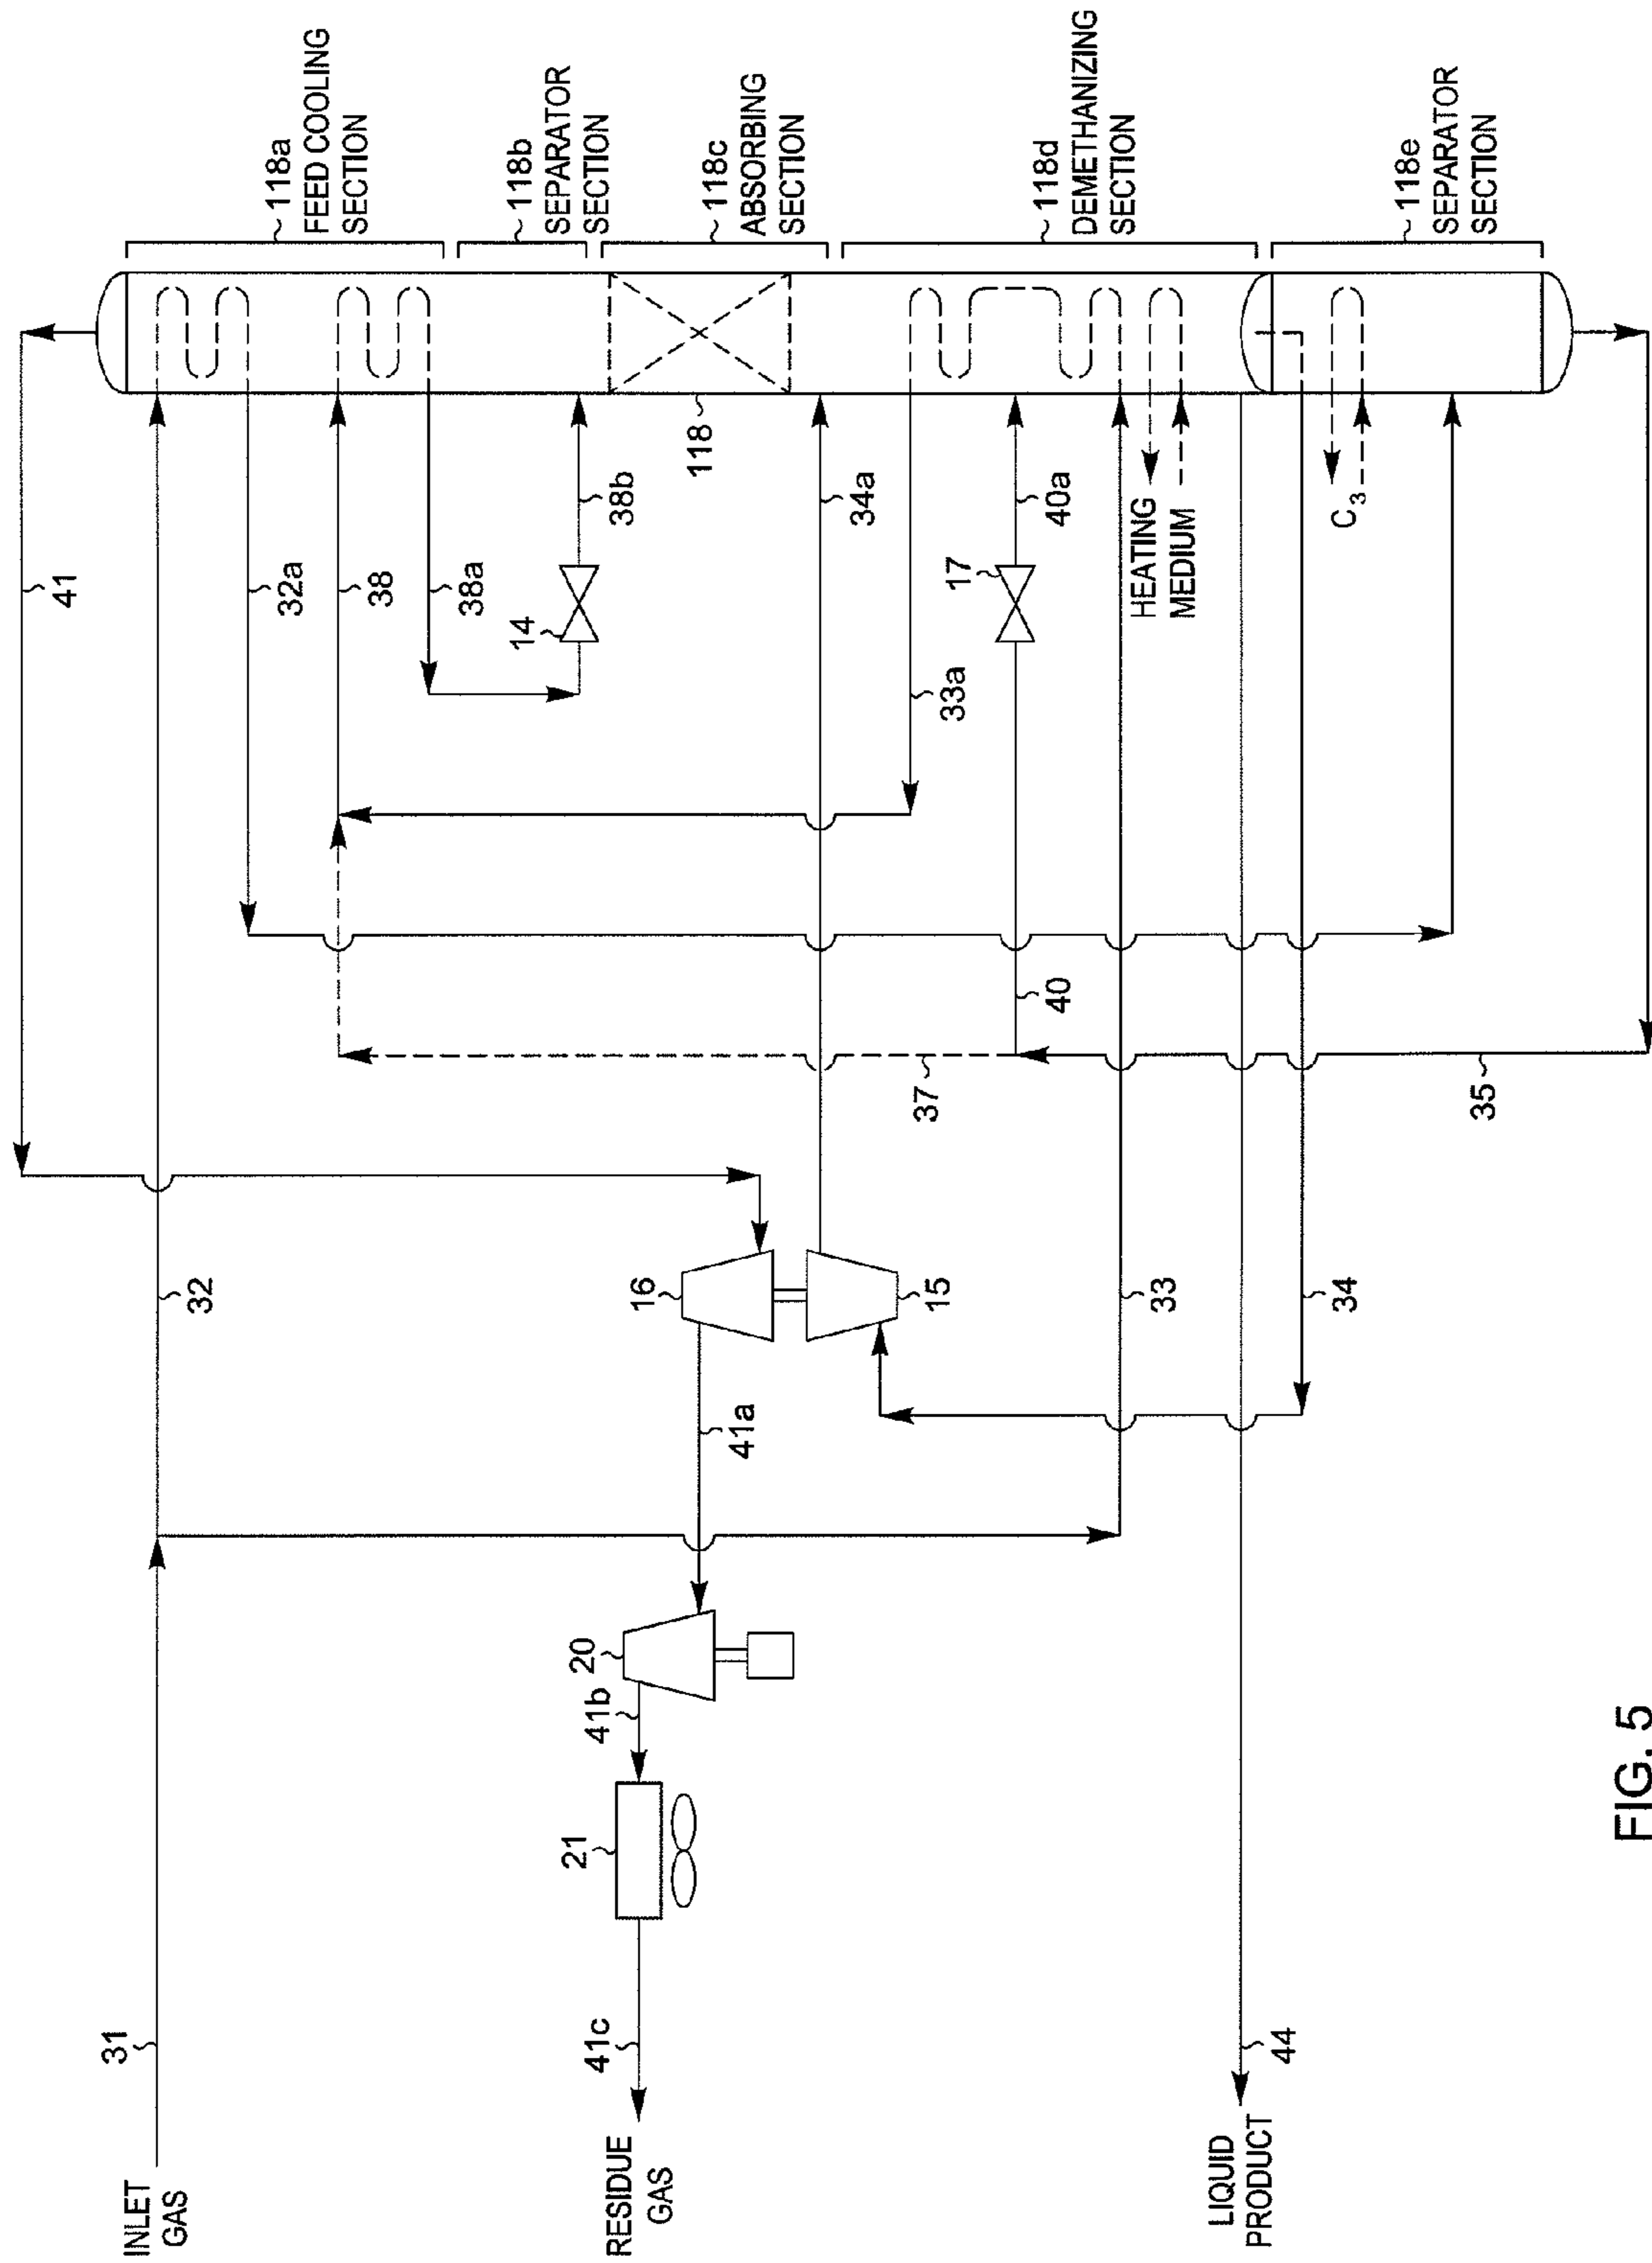 118a
FEED COOLING
SECTION
118b
SEPARATOR
SECTION
118c
ABSORBING
SECTION
118d
DEMETHANIZING
SECTION
118e
SEPARATOR
SECTION
41
32a
38
38a
14
38b
118
34a
33a
17
40a
40
HEATING
MEDIUM
C3
37
35
32
16
15
33
34
41a
20
41b
21
41c
31
44
INLET
GAS
RESIDUE
GAS
LIQUID
PRODUCT
FIG. 5